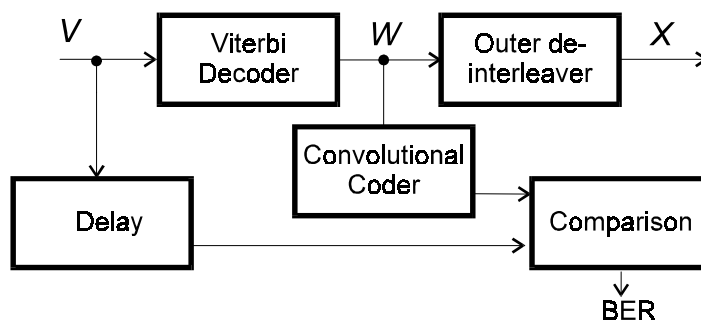 V
Viterbi
Decoder
W
Outer de-
interleaver
X
Convolutional
Coder
Delay
Comparison
BER